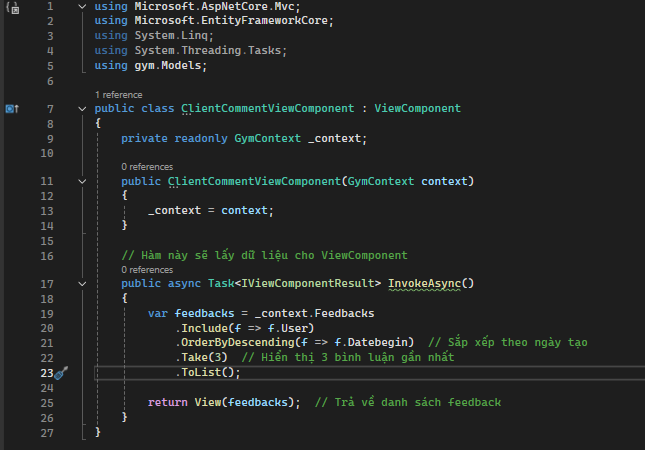 1 using Microsoft.AspNetCore.Mvc;
2 using Microsoft.EntityFrameworkCore;
3 using System.Linq;
4 using System.Threading.Tasks;
5 using gym.Models;
6
1 reference
7 public class ClientCommentViewComponent : ViewComponent
8 {
9 private readonly GymContext _context;
10
0 references
11 public ClientCommentViewComponent(GymContext context)
12 {
13 _context = context;
14 }
15
16 // Hàm này sẽ lấy dữ liệu cho ViewComponent
0 references
17 public async Task<IViewComponentResult> InvokeAsync()
18 {
19 var feedbacks = _context.Feedbacks
20 .Include(f => f.User)
21 .OrderByDescending(f => f.Datebegin) // Sắp xếp theo ngày tạo
22 .Take(3) // Hiển thị 3 bình luận gần nhất
23 .ToList();
24
25 return View(feedbacks); // Trả về danh sách feedback
26 }
27 }